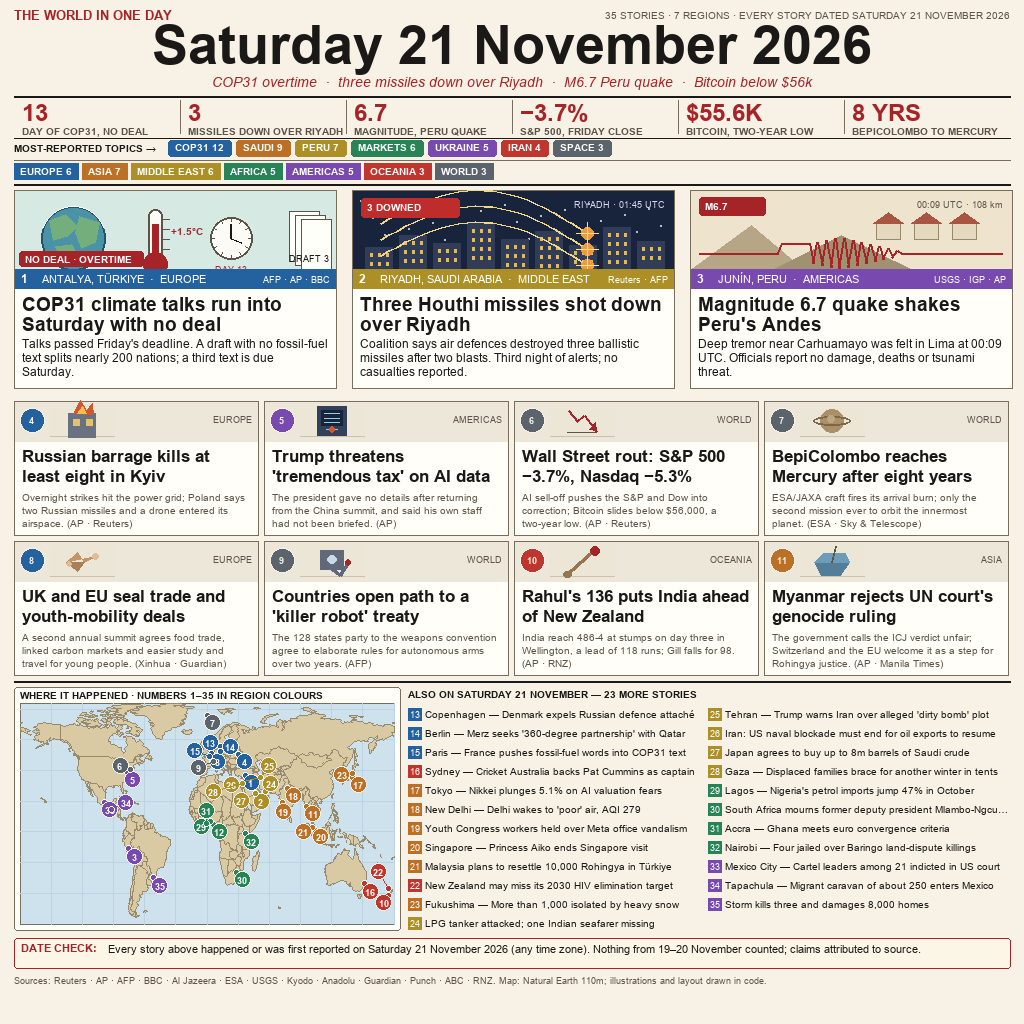 THE WORLD IN ONE DAY
35 STORIES · 7 REGIONS · EVERY STORY DATED SATURDAY 21 NOVEMBER 2026
Saturday 21 November 2026
COP31 overtime · three missiles down over Riyadh · M6.7 Peru quake · Bitcoin below $56k
13
DAY OF COP31, NO DEAL
3
MISSILES DOWN OVER RIYADH
6.7
MAGNITUDE, PERU QUAKE
−3.7%
S&P 500, FRIDAY CLOSE
$55.6K
BITCOIN, TWO-YEAR LOW
8 YRS
BEPICOLOMBO TO MERCURY
MOST-REPORTED TOPICS → COP31 12 SAUDI 9 PERU 7 MARKETS 6 UKRAINE 5 IRAN 4 SPACE 3
EUROPE 6 ASIA 7 MIDDLE EAST 6 AFRICA 5 AMERICAS 5 OCEANIA 3 WORLD 3
+1.5°C
NO DEAL · OVERTIME
DRAFT 3
1 ANTALYA, TÜRKIYE · EUROPE AFP · AP · BBC
COP31 climate talks run into
Saturday with no deal
Talks passed Friday's deadline. A draft with no fossil-fuel
text splits nearly 200 nations; a third text is due
Saturday.
3 DOWNED
RIYADH · 01:45 UTC
2 RIYADH, SAUDI ARABIA · MIDDLE EAST Reuters · AFP
Three Houthi missiles shot down
over Riyadh
Coalition says air defences destroyed three ballistic
missiles after two blasts. Third night of alerts; no
casualties reported.
M6.7
00:09 UTC · 108 km
3 JUNÍN, PERU · AMERICAS USGS · IGP · AP
Magnitude 6.7 quake shakes
Peru's Andes
Deep tremor near Carhuamayo was felt in Lima at 00:09
UTC. Officials report no damage, deaths or tsunami
threat.
4 EUROPE
Russian barrage kills at
least eight in Kyiv
Overnight strikes hit the power grid; Poland says
two Russian missiles and a drone entered its
airspace. (AP · Reuters)
5 AMERICAS
Trump threatens
'tremendous tax' on AI data
The president gave no details after returning
from the China summit, and said his own staff
had not been briefed. (AP)
6 WORLD
Wall Street rout: S&P 500
−3.7%, Nasdaq −5.3%
AI sell-off pushes the S&P and Dow into
correction; Bitcoin slides below $56,000, a
two-year low. (AP · Reuters)
7 WORLD
BepiColombo reaches
Mercury after eight years
ESA/JAXA craft fires its arrival burn; only the
second mission ever to orbit the innermost
planet. (ESA · Sky & Telescope)
8 EUROPE
UK and EU seal trade and
youth-mobility deals
A second annual summit agrees food trade,
linked carbon markets and easier study and
travel for young people. (Xinhua · Guardian)
9 WORLD
Countries open path to a
'killer robot' treaty
The 128 states party to the weapons convention
agree to elaborate rules for autonomous arms
over two years. (AFP)
10 OCEANIA
Rahul's 136 puts India ahead
of New Zealand
India reach 486-4 at stumps on day three in
Wellington, a lead of 118 runs; Gill falls for 98.
(AP · RNZ)
11 ASIA
Myanmar rejects UN court's
genocide ruling
The government calls the ICJ verdict unfair;
Switzerland and the EU welcome it as a step for
Rohingya justice. (AP · Manila Times)
WHERE IT HAPPENED · NUMBERS 1–35 IN REGION COLOURS
7
13
15
14
4
9
8
6
5
34
3
35
1
25
24
28
27
2
31
29
12
32
30
18
19
11
21
20
23
17
22
16
10
ALSO ON SATURDAY 21 NOVEMBER — 23 MORE STORIES
13 Copenhagen — Denmark expels Russian defence attaché
14 Berlin — Merz seeks '360-degree partnership' with Qatar
15 Paris — France pushes fossil-fuel words into COP31 text
16 Sydney — Cricket Australia backs Pat Cummins as captain
17 Tokyo — Nikkei plunges 5.1% on AI valuation fears
18 New Delhi — Delhi wakes to 'poor' air, AQI 279
19 Youth Congress workers held over Meta office vandalism
20 Singapore — Princess Aiko ends Singapore visit
21 Malaysia plans to resettle 10,000 Rohingya in Türkiye
22 New Zealand may miss its 2030 HIV elimination target
23 Fukushima — More than 1,000 isolated by heavy snow
24 LPG tanker attacked; one Indian seafarer missing
25 Tehran — Trump warns Iran over alleged 'dirty bomb' plot
26 Iran: US naval blockade must end for oil exports to resume
27 Japan agrees to buy up to 8m barrels of Saudi crude
28 Gaza — Displaced families brace for another winter in tents
29 Lagos — Nigeria's petrol imports jump 47% in October
30 South Africa mourns former deputy president Mlambo-Ngcu...
31 Accra — Ghana meets euro convergence criteria
32 Nairobi — Four jailed over Baringo land-dispute killings
33 Mexico City — Cartel leaders among 21 indicted in US court
34 Tapachula — Migrant caravan of about 250 enters Mexico
35 Storm kills three and damages 8,000 homes
DATE CHECK: Every story above happened or was first reported on Saturday 21 November 2026 (any time zone). Nothing from 19–20 November counted; claims attributed to source.
Sources: Reuters · AP · AFP · BBC · Al Jazeera · ESA · USGS · Kyodo · Anadolu · Guardian · Punch · ABC · RNZ. Map: Natural Earth 110m; illustrations and layout drawn in code.